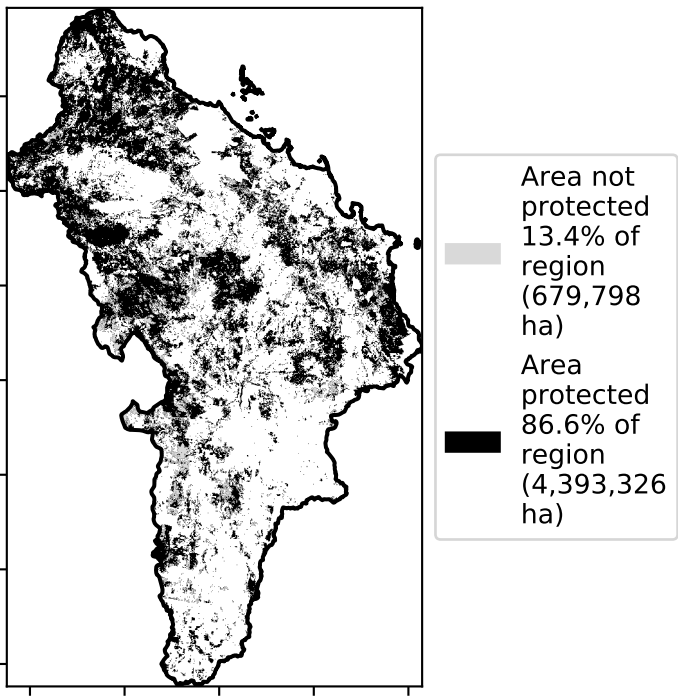 Area not
protected
13.4% of
region
(679,798
ha)
Area
protected
86.6% of
region
(4,393,326
ha)